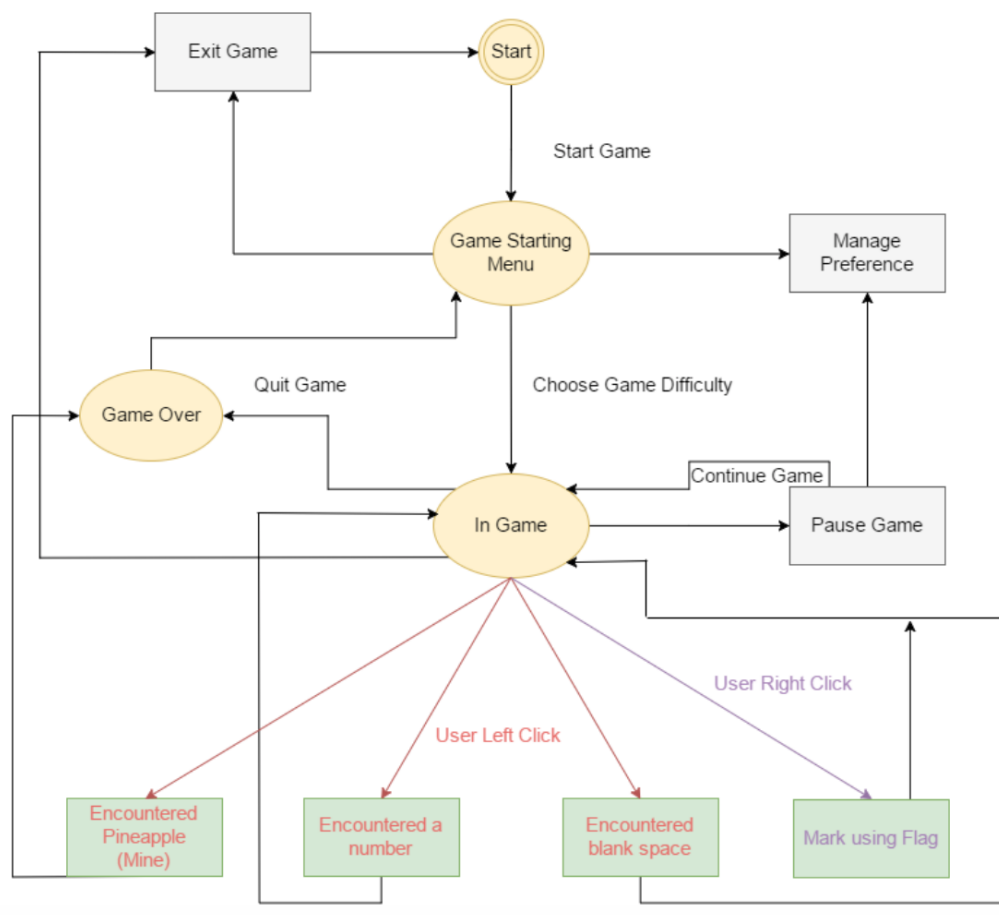 Exit Game
Start
Start Game
Game Starting
Menu
Manage
Preference
Quit Game
Choose Game Difficulty
Game Over
Continue Game
In Game
Pause Game
User Right Click
User Left Click
Encountered
Pineapple
(Mine)
Encountered a
number
Encountered
blank space
Mark using Flag